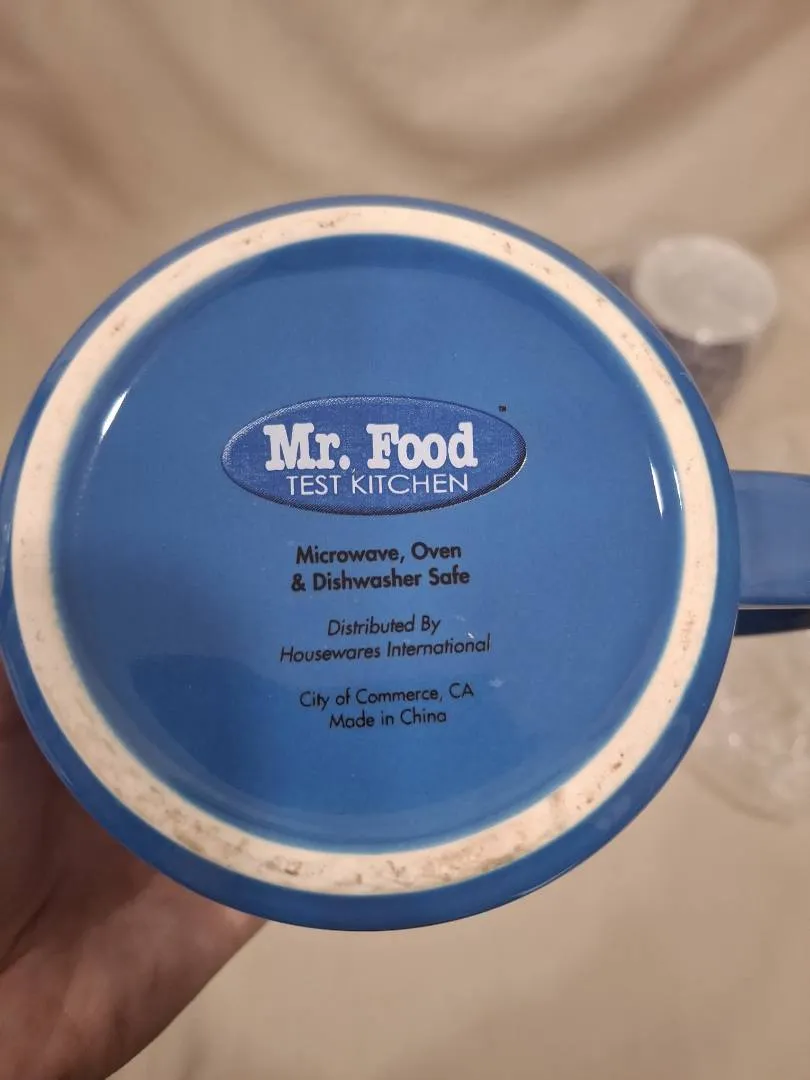 Mr. Food ™
TEST KITCHEN
Microwave, Oven
& Dishwasher Safe
Distributed By
Housewares International
City of Commerce, CA
Made in China